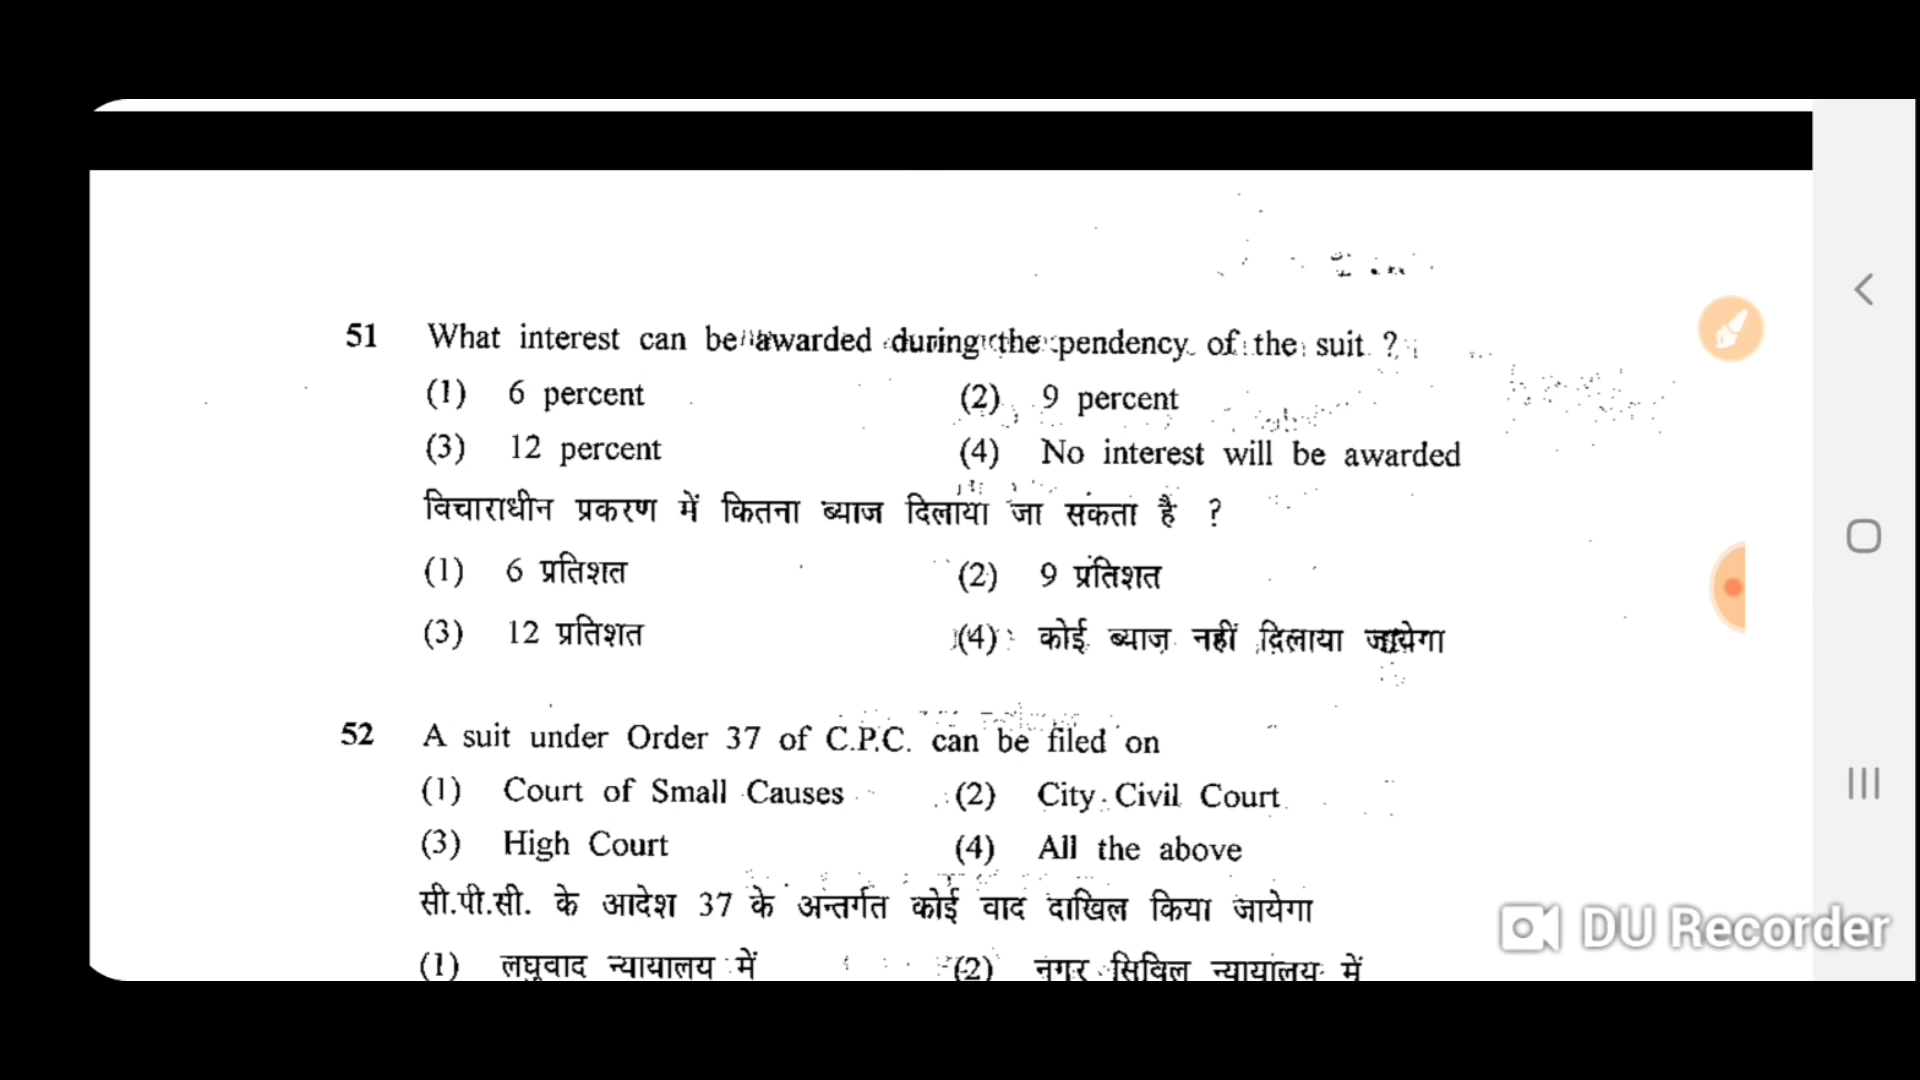 51 What interest can be awarded during the pendency of the suit ?
(1) 6 percent (2) 9 percent
(3) 12 percent (4) No interest will be awarded
विचाराधीन प्रकरण में कितना ब्याज दिलाया जा सकता है ?
(1) 6 प्रतिशत (2) 9 प्रतिशत
(3) 12 प्रतिशत (4) कोई ब्याज नहीं दिलाया जायेगा
52 A suit under Order 37 of C.P.C. can be filed on
(1) Court of Small Causes (2) City Civil Court
(3) High Court (4) All the above
सी.पी.सी. के आदेश 37 के अन्तर्गत कोई वाद दाखिल किया जायेगा
(1) लघुवाद न्यायालय में (2) नगर सिविल न्यायालय में
DU Recorder